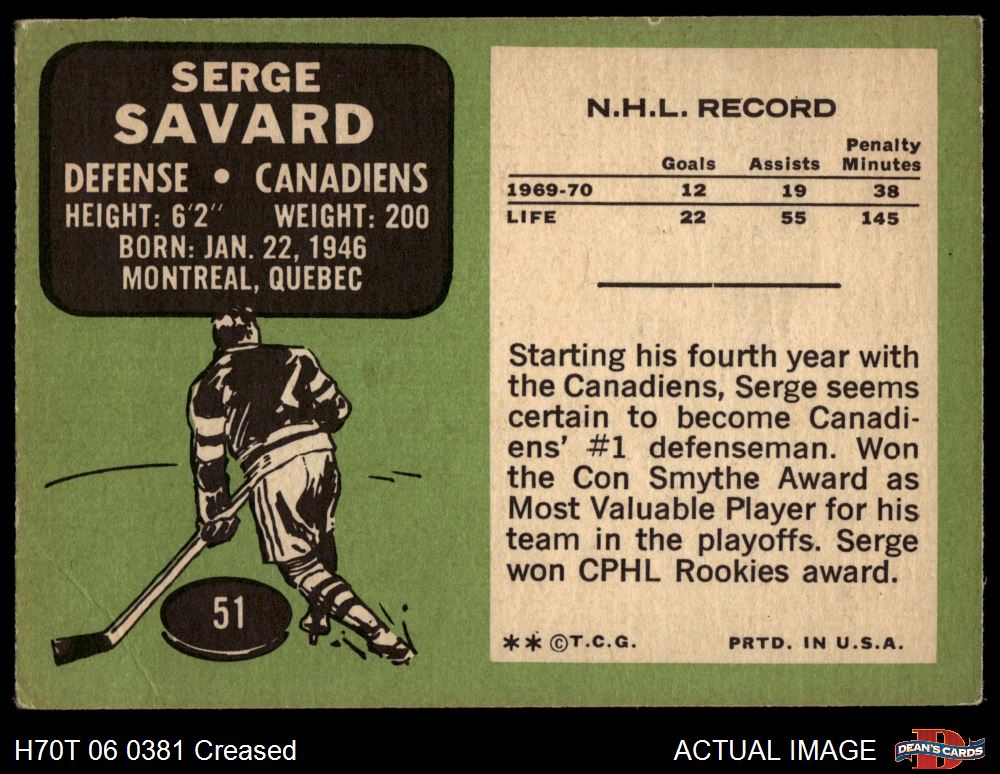 SERGE
SAVARD
DEFENSE • CANADIENS
HEIGHT: 6'2" WEIGHT: 200
BORN: JAN. 22, 1946
MONTREAL, QUEBEC
51
N.H.L. RECORD
Goals Assists Penalty Minutes
1969-70 12 19 38
LIFE 22 55 145
Starting his fourth year with
the Canadiens, Serge seems
certain to become Canadi-
ens' #1 defenseman. Won
the Con Smythe Award as
Most Valuable Player for his
team in the playoffs. Serge
won CPHL Rookies award.
** ©T.C.G. PRTD. IN U.S.A.
H70T 06 0381 Creased
ACTUAL IMAGE
D
DEAN'S CARDS